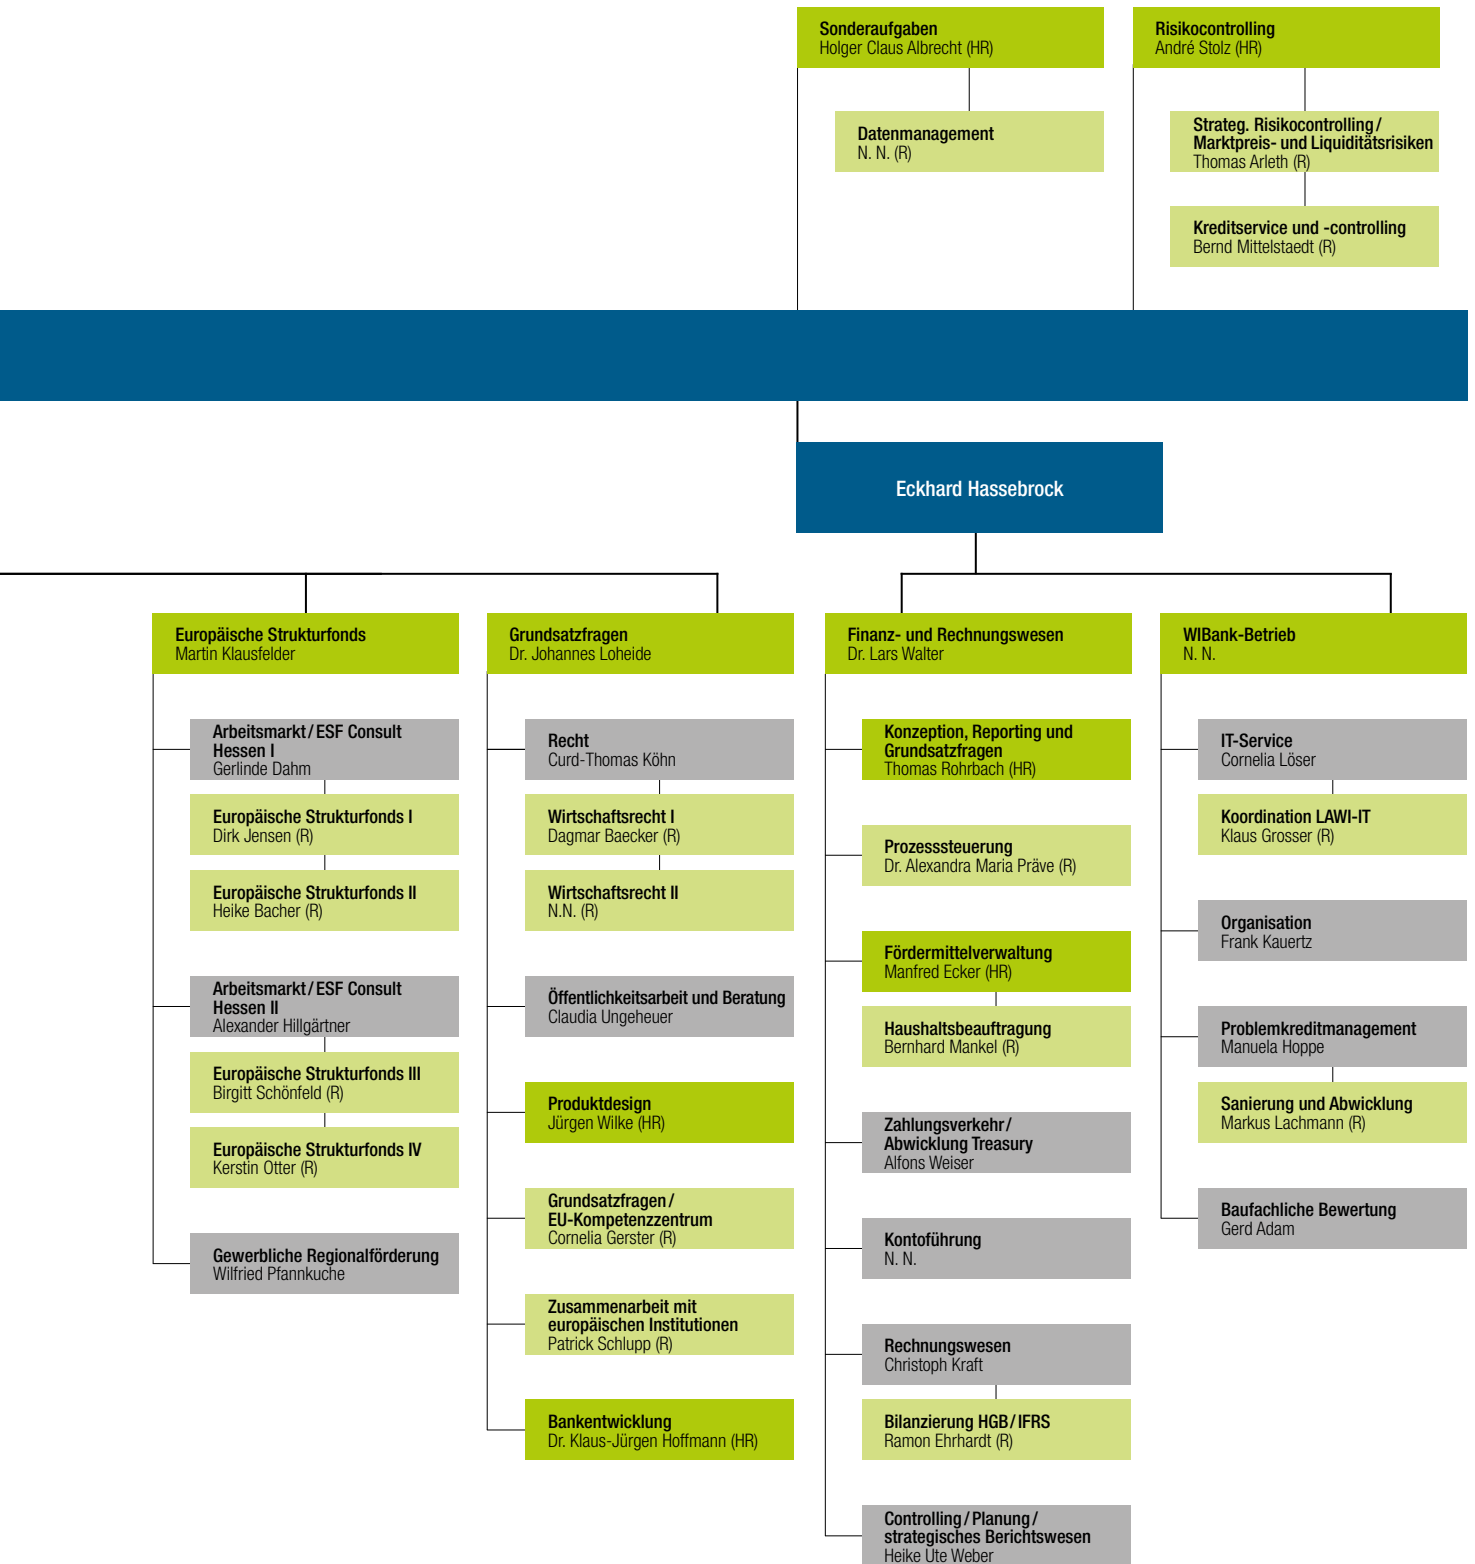 Sonderaufgaben
Holger Claus Albrecht (HR)
Datenmanagement
N. N. (R)
Risikocontrolling
André Stolz (HR)
Strateg. Risikocontrolling /
Marktpreis- und Liquiditätsrisiken
Thomas Arleth (R)
Kreditservice und -controlling
Bernd Mittelstaedt (R)
Eckhard Hassebrock
Europäische Strukturfonds
Martin Klausfelder
Arbeitsmarkt / ESF Consult
Hessen I
Gerlinde Dahm
Europäische Strukturfonds I
Dirk Jensen (R)
Europäische Strukturfonds II
Heike Bacher (R)
Arbeitsmarkt / ESF Consult
Hessen II
Alexander Hillgärtner
Europäische Strukturfonds III
Birgitt Schönfeld (R)
Europäische Strukturfonds IV
Kerstin Otter (R)
Gewerbliche Regionalförderung
Wilfried Pfannkuche
Grundsatzfragen
Dr. Johannes Loheide
Recht
Curd-Thomas Köhn
Wirtschaftsrecht I
Dagmar Baecker (R)
Wirtschaftsrecht II
N.N. (R)
Öffentlichkeitsarbeit und Beratung
Claudia Ungeheuer
Produktdesign
Jürgen Wilke (HR)
Grundsatzfragen /
EU-Kompetenzzentrum
Cornelia Gerster (R)
Zusammenarbeit mit
europäischen Institutionen
Patrick Schlupp (R)
Bankentwicklung
Dr. Klaus-Jürgen Hoffmann (HR)
Finanz- und Rechnungswesen
Dr. Lars Walter
Konzeption, Reporting und
Grundsatzfragen
Thomas Rohrbach (HR)
Prozesssteuerung
Dr. Alexandra Maria Präve (R)
Fördermittelverwaltung
Manfred Ecker (HR)
Haushaltsbeauftragung
Bernhard Mankel (R)
Zahlungsverkehr /
Abwicklung Treasury
Alfons Weiser
Kontoführung
N. N.
Rechnungswesen
Christoph Kraft
Bilanzierung HGB / IFRS
Ramon Ehrhardt (R)
Controlling / Planung /
strategisches Berichtswesen
Heike Ute Weber
WIBank-Betrieb
N. N.
IT-Service
Cornelia Löser
Koordination LAWI-IT
Klaus Grosser (R)
Organisation
Frank Kauertz
Problemkreditmanagement
Manuela Hoppe
Sanierung und Abwicklung
Markus Lachmann (R)
Baufachliche Bewertung
Gerd Adam